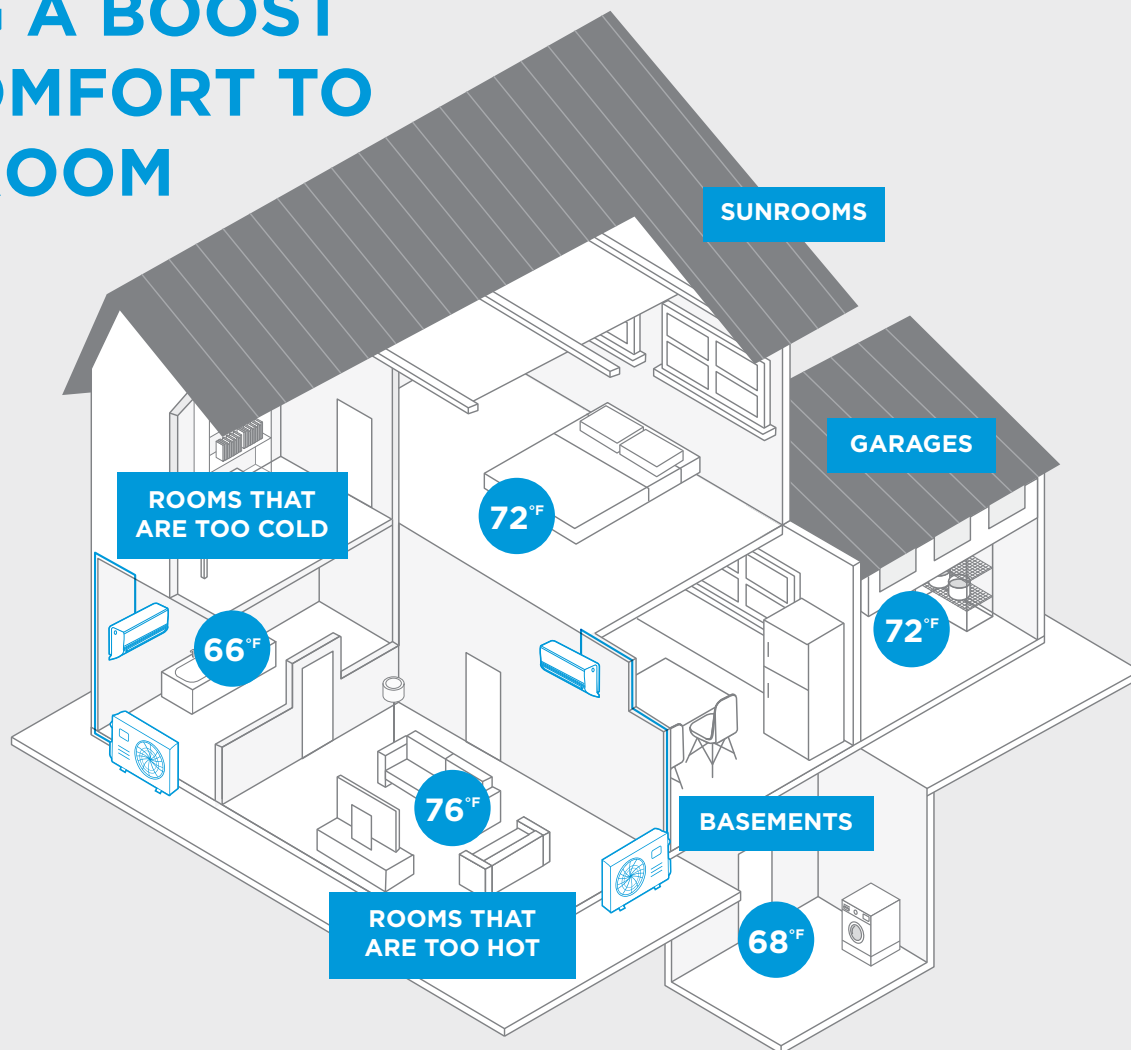 A BOOST
OMFORT TO
ROOM
SUNROOMS
GARAGES
ROOMS THAT
ARE TOO COLD
72°F
72°F
66°F
76°F
BASEMENTS
ROOMS THAT
ARE TOO HOT
68°F